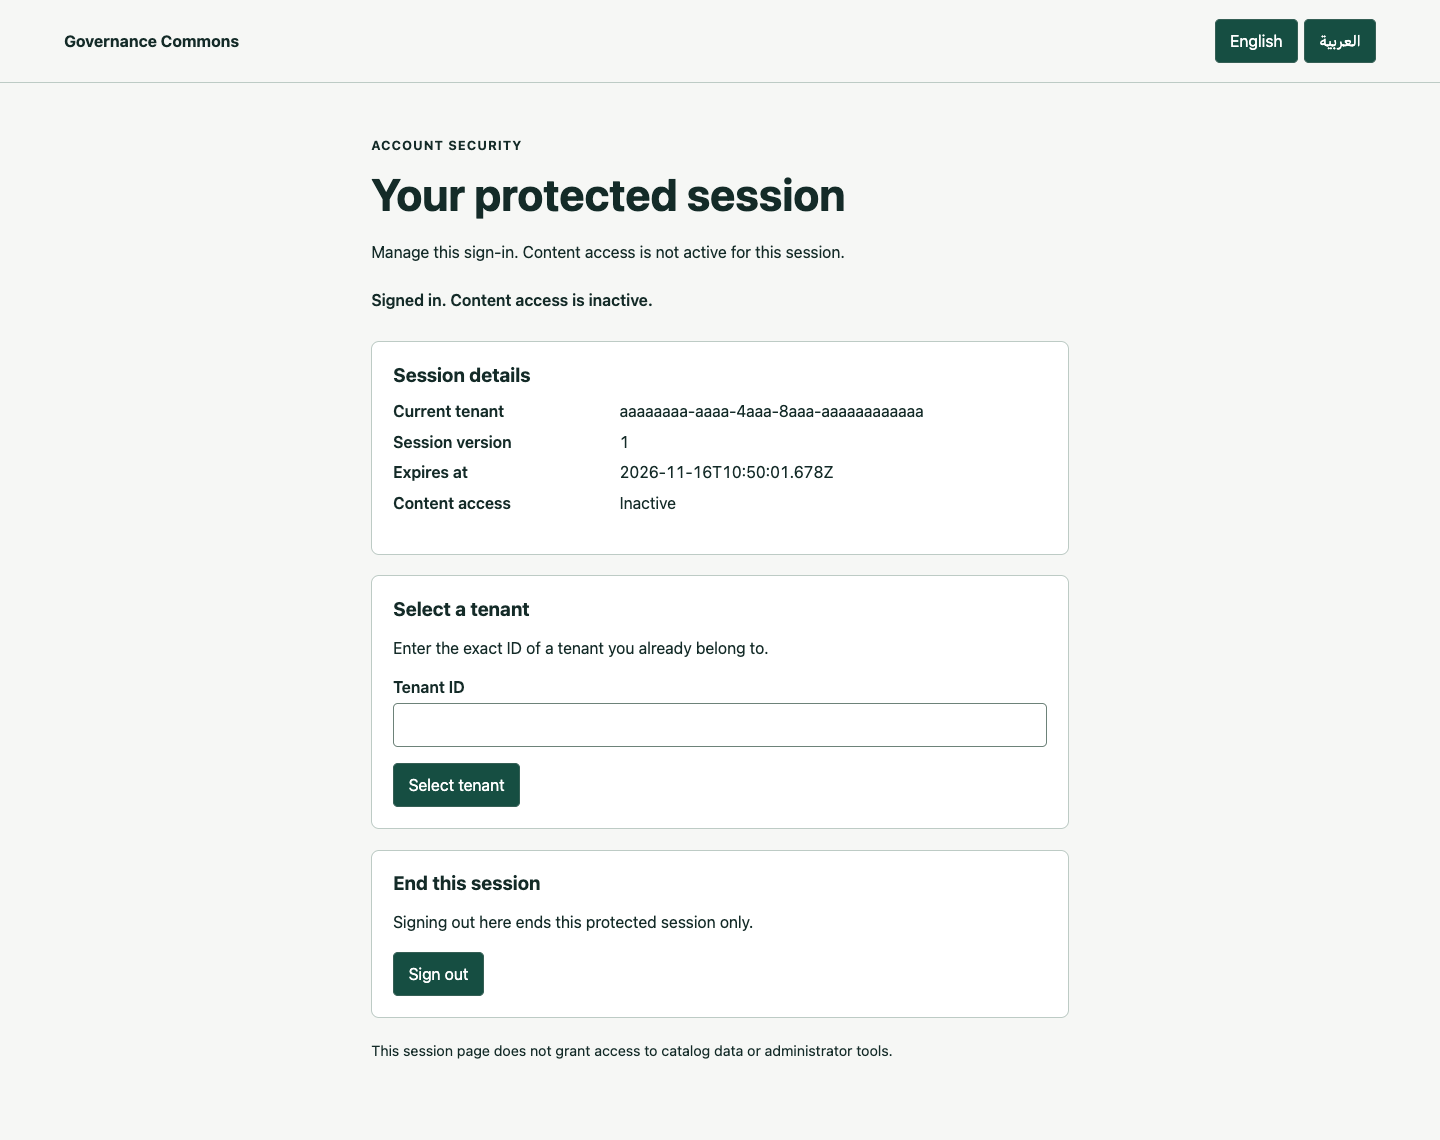 Governance Commons
English
العربية
ACCOUNT SECURITY
Your protected session
Manage this sign-in. Content access is not active for this session.
Signed in. Content access is inactive.
Session details
Current tenant aaaaaaaa-aaaa-4aaa-8aaa-aaaaaaaaaaaa
Session version 1
Expires at 2026-11-16T10:50:01.678Z
Content access Inactive
Select a tenant
Enter the exact ID of a tenant you already belong to.
Tenant ID
Select tenant
End this session
Signing out here ends this protected session only.
Sign out
This session page does not grant access to catalog data or administrator tools.